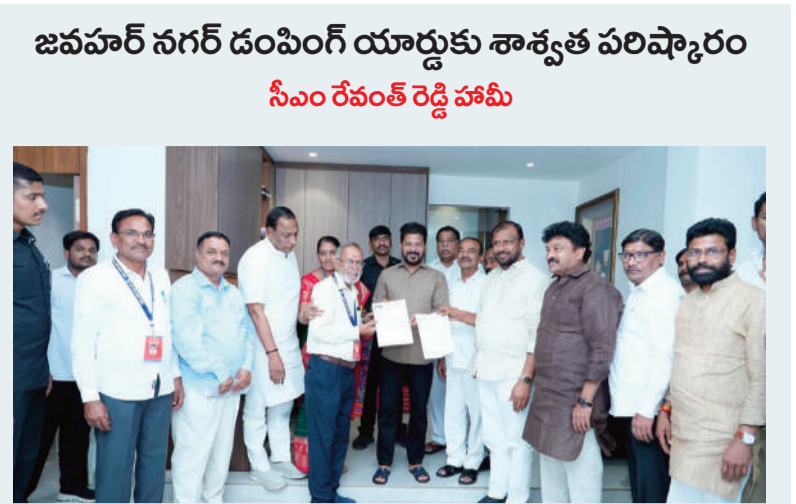 జవహర్ నగర్ డంపింగ్ యార్డుకు శాశ్వత పరిష్కారం
సీఎం రేవంత్ రెడ్డి హామీ